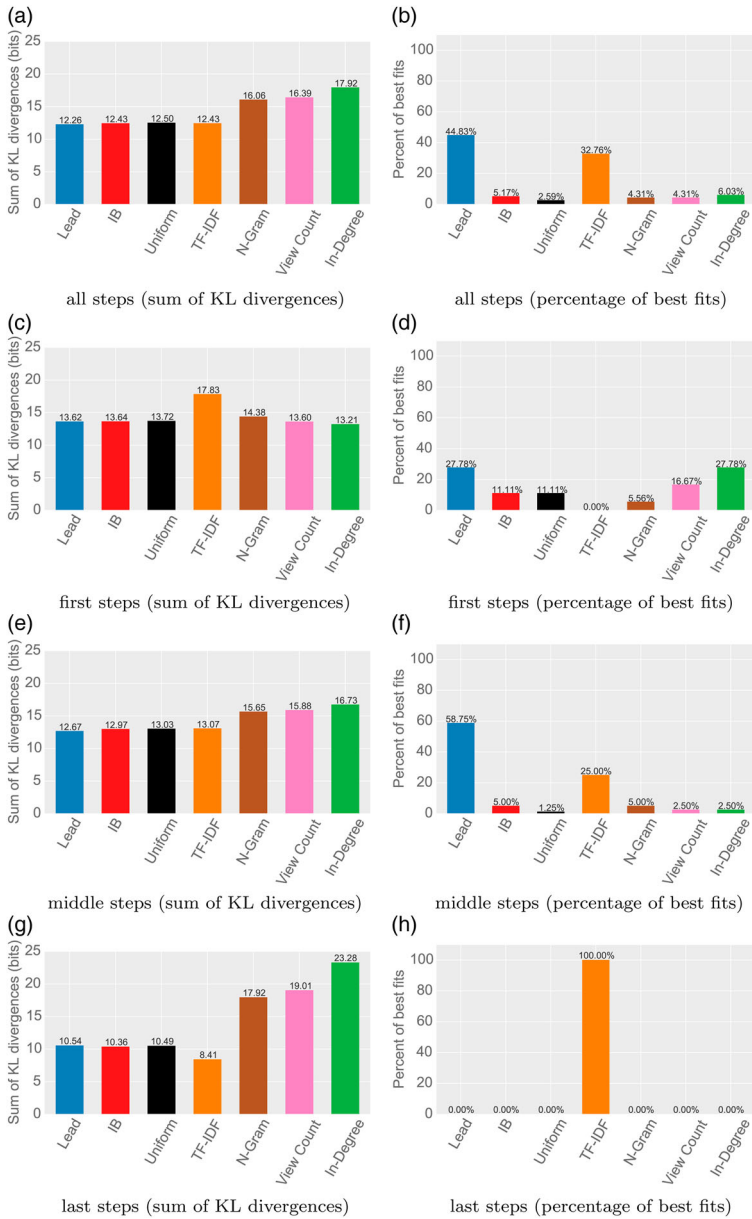 (a)
Sum of KL divergences (bits)
25
20
15
10
5
0
12.26 12.43 12.50 12.43 16.06 16.39 17.92
Lead IB Uniform TF-IDF N-Gram View Count In-Degree
all steps (sum of KL divergences)
(b)
Percent of best fits
100
80
60
40
20
0
44.83% 5.17% 2.59% 32.76% 4.31% 4.31% 6.03%
Lead IB Uniform TF-IDF N-Gram View Count In-Degree
all steps (percentage of best fits)
(c)
Sum of KL divergences (bits)
25
20
15
10
5
0
13.62 13.64 13.72 17.83 14.38 13.60 13.21
Lead IB Uniform TF-IDF N-Gram View Count In-Degree
first steps (sum of KL divergences)
(d)
Percent of best fits
100
80
60
40
20
0
27.78% 11.11% 11.11% 0.00% 5.56% 16.67% 27.78%
Lead IB Uniform TF-IDF N-Gram View Count In-Degree
first steps (percentage of best fits)
(e)
Sum of KL divergences (bits)
25
20
15
10
5
0
12.67 12.97 13.03 13.07 15.65 15.88 16.73
Lead IB Uniform TF-IDF N-Gram View Count In-Degree
middle steps (sum of KL divergences)
(f)
Percent of best fits
100
80
60
40
20
0
58.75% 5.00% 1.25% 25.00% 5.00% 2.50% 2.50%
Lead IB Uniform TF-IDF N-Gram View Count In-Degree
middle steps (percentage of best fits)
(g)
Sum of KL divergences (bits)
25
20
15
10
5
0
10.54 10.36 10.49 8.41 17.92 19.01 23.28
Lead IB Uniform TF-IDF N-Gram View Count In-Degree
last steps (sum of KL divergences)
(h)
Percent of best fits
100
80
60
40
20
0
0.00% 0.00% 0.00% 100.00% 0.00% 0.00% 0.00%
Lead IB Uniform TF-IDF N-Gram View Count In-Degree
last steps (percentage of best fits)